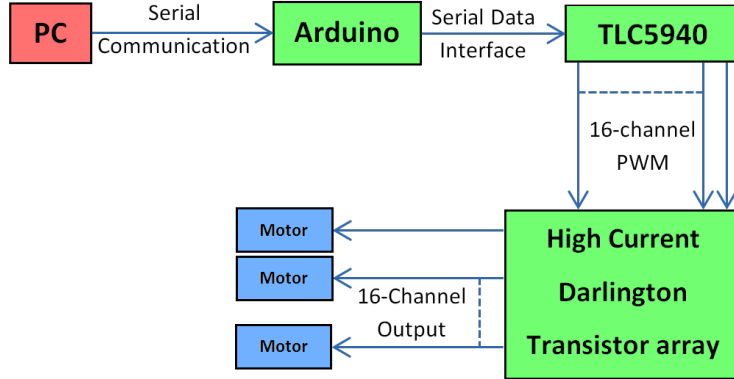 PC
Serial
Communication
Arduino
Serial Data
Interface
TLC5940
16-channel
PWM
High Current
Darlington
Transistor array
Motor
Motor
16-Channel
Output
Motor